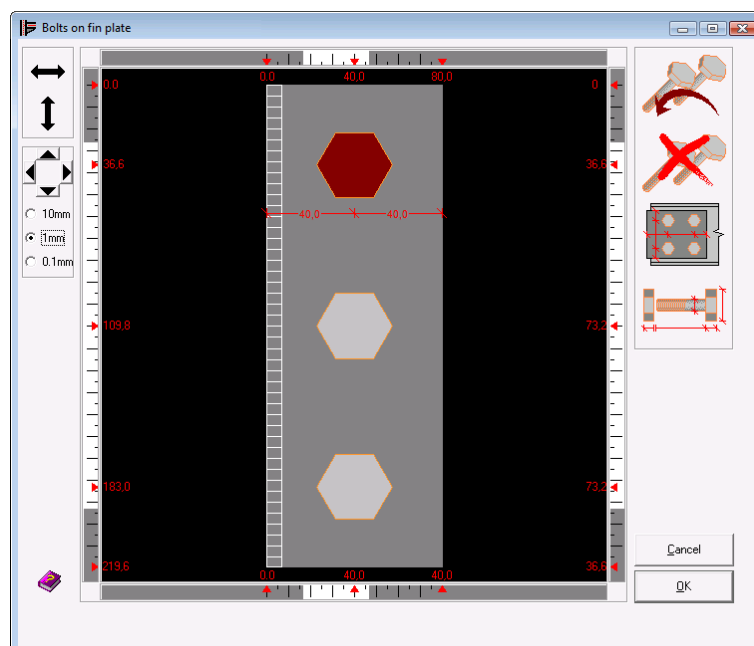 Bolts on fin plate
0,0 40,0 80,0
0,0 0
36,6 36,6
40,0 40,0
10mm
1mm
0.1mm
109,8 73,2
183,0 73,2
219,6 36,6
0,0 40,0 80,0
Cancel
OK
?